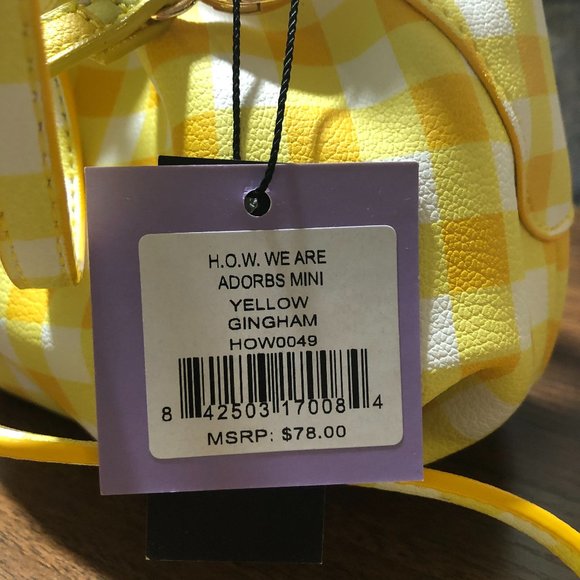 H.O.W. WE ARE
ADORBS MINI
YELLOW
GINGHAM
HOW0049
8 42503 17008 4
MSRP: $78.00